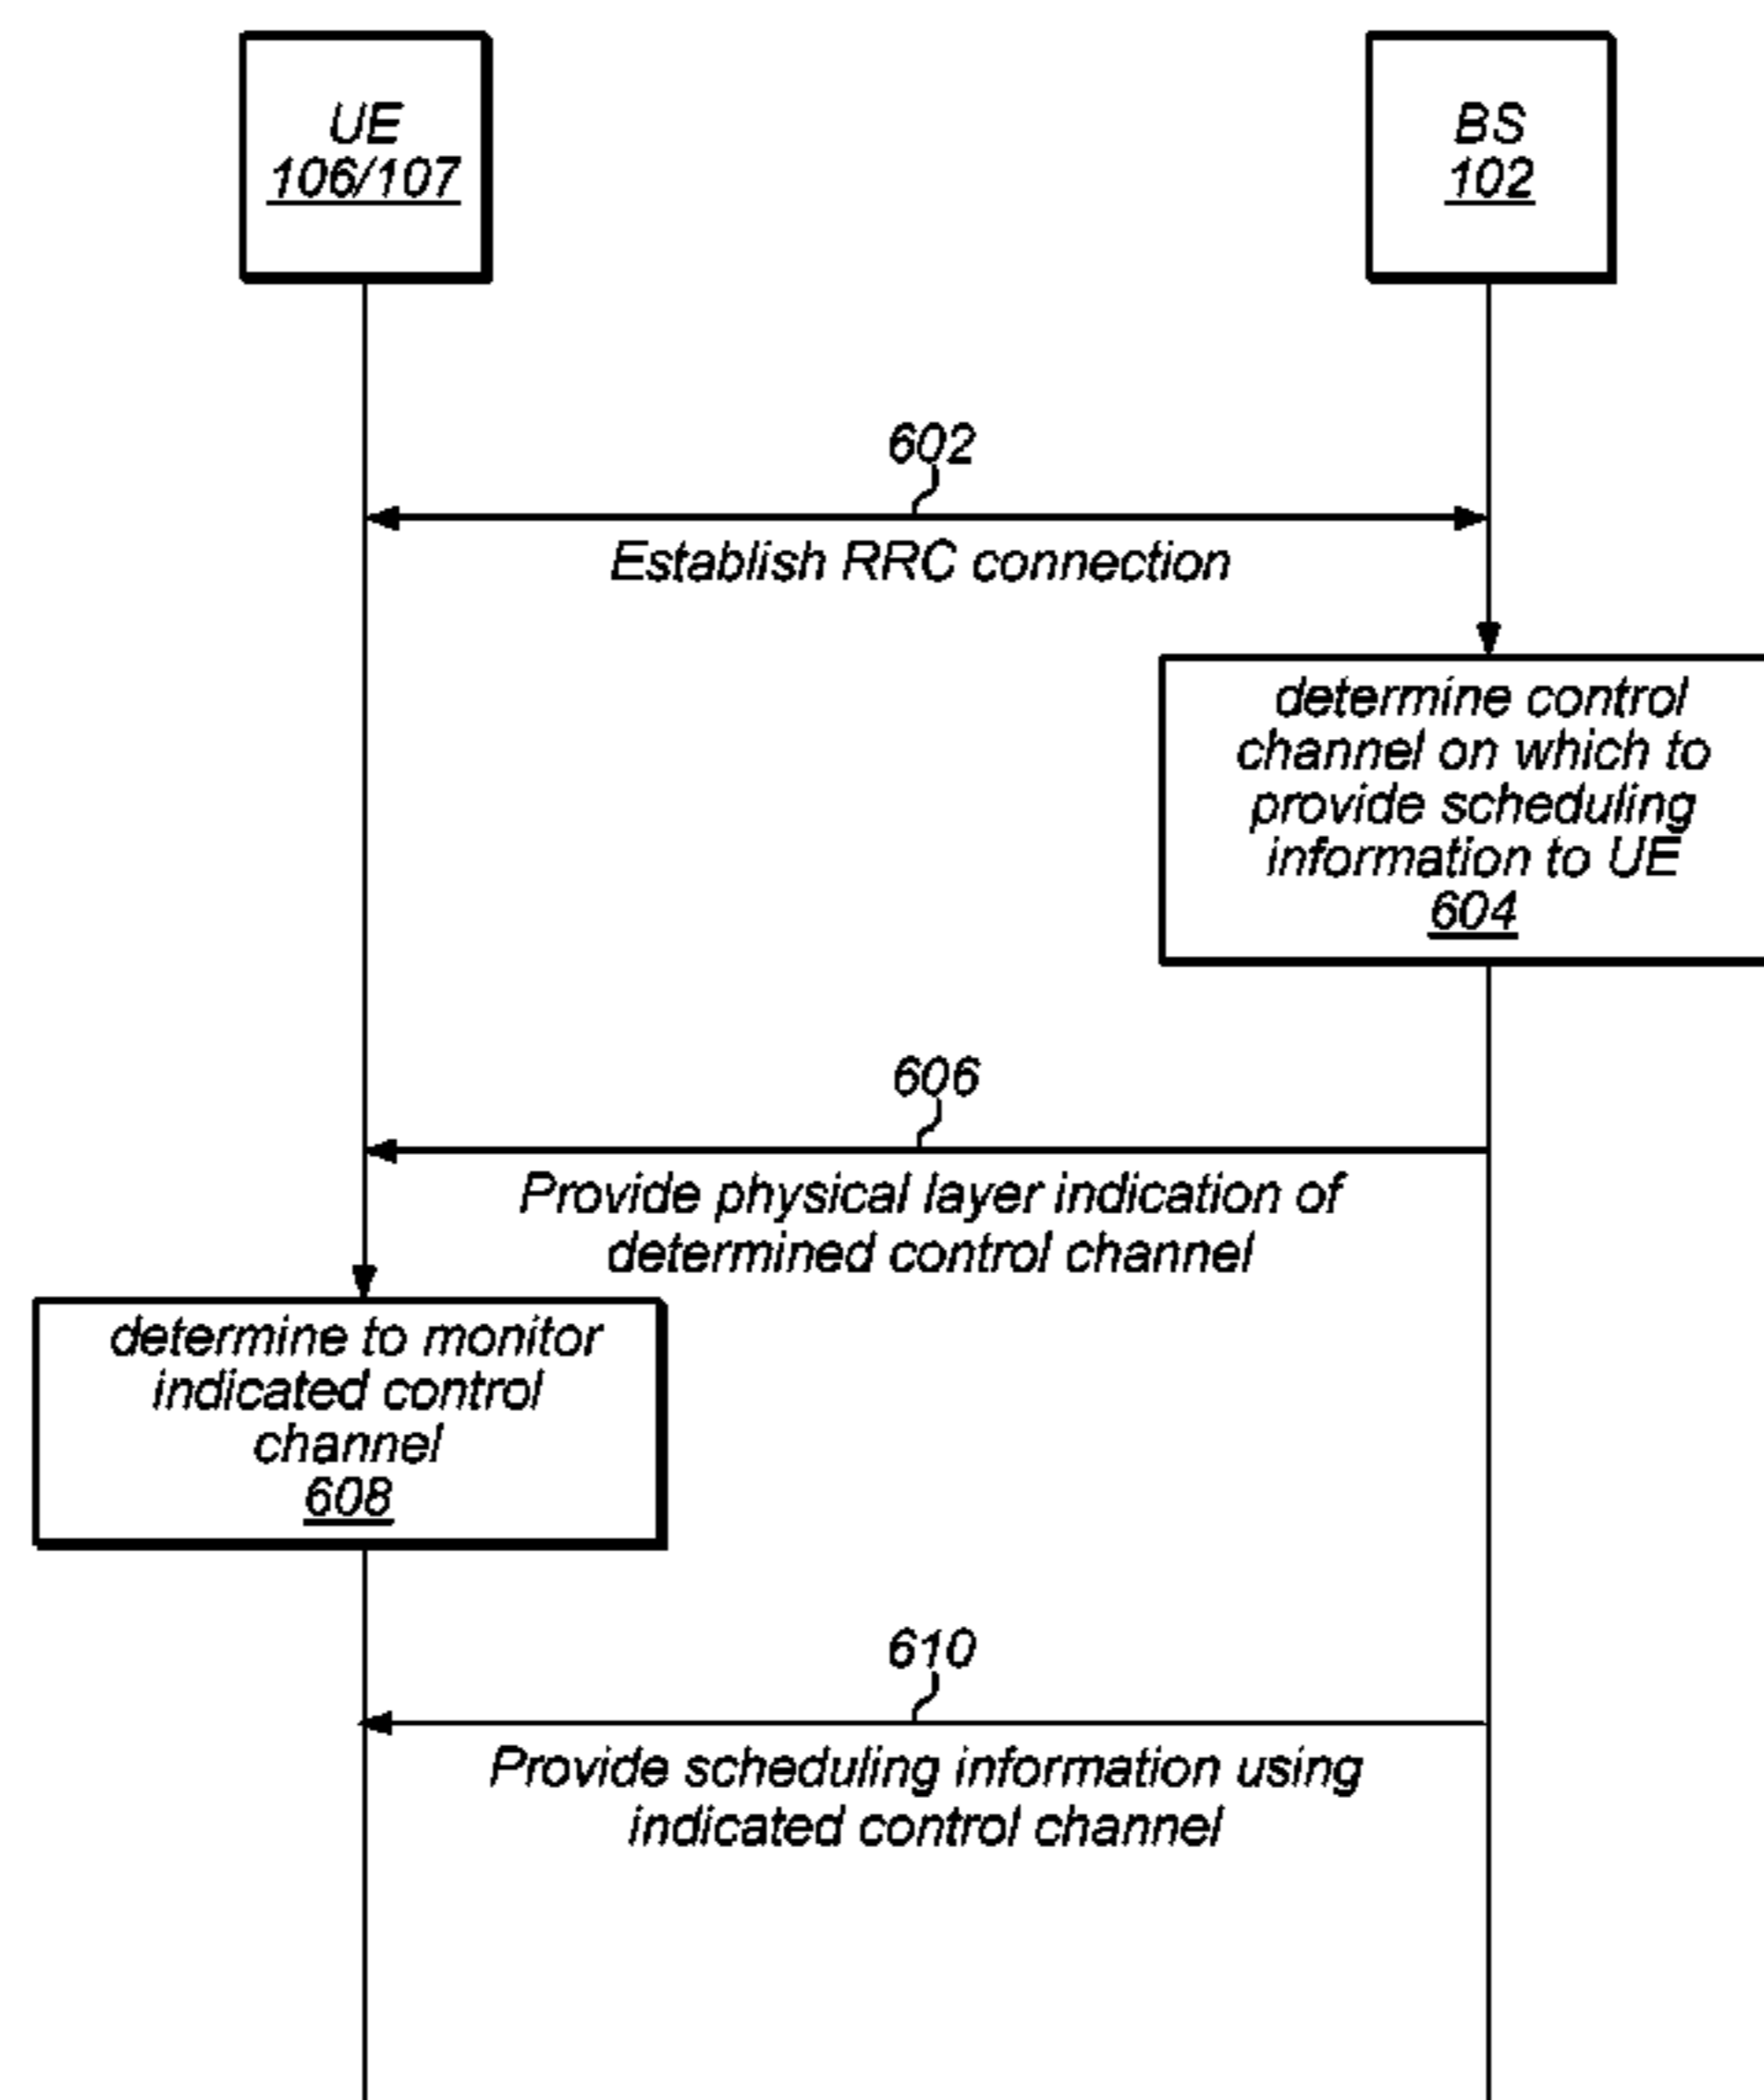 UE
106/107
BS
102
602
Establish RRC connection
determine control
channel on which to
provide scheduling
information to UE
604
606
Provide physical layer indication of
determined control channel
determine to monitor
indicated control
channel
608
610
Provide scheduling information using
indicated control channel